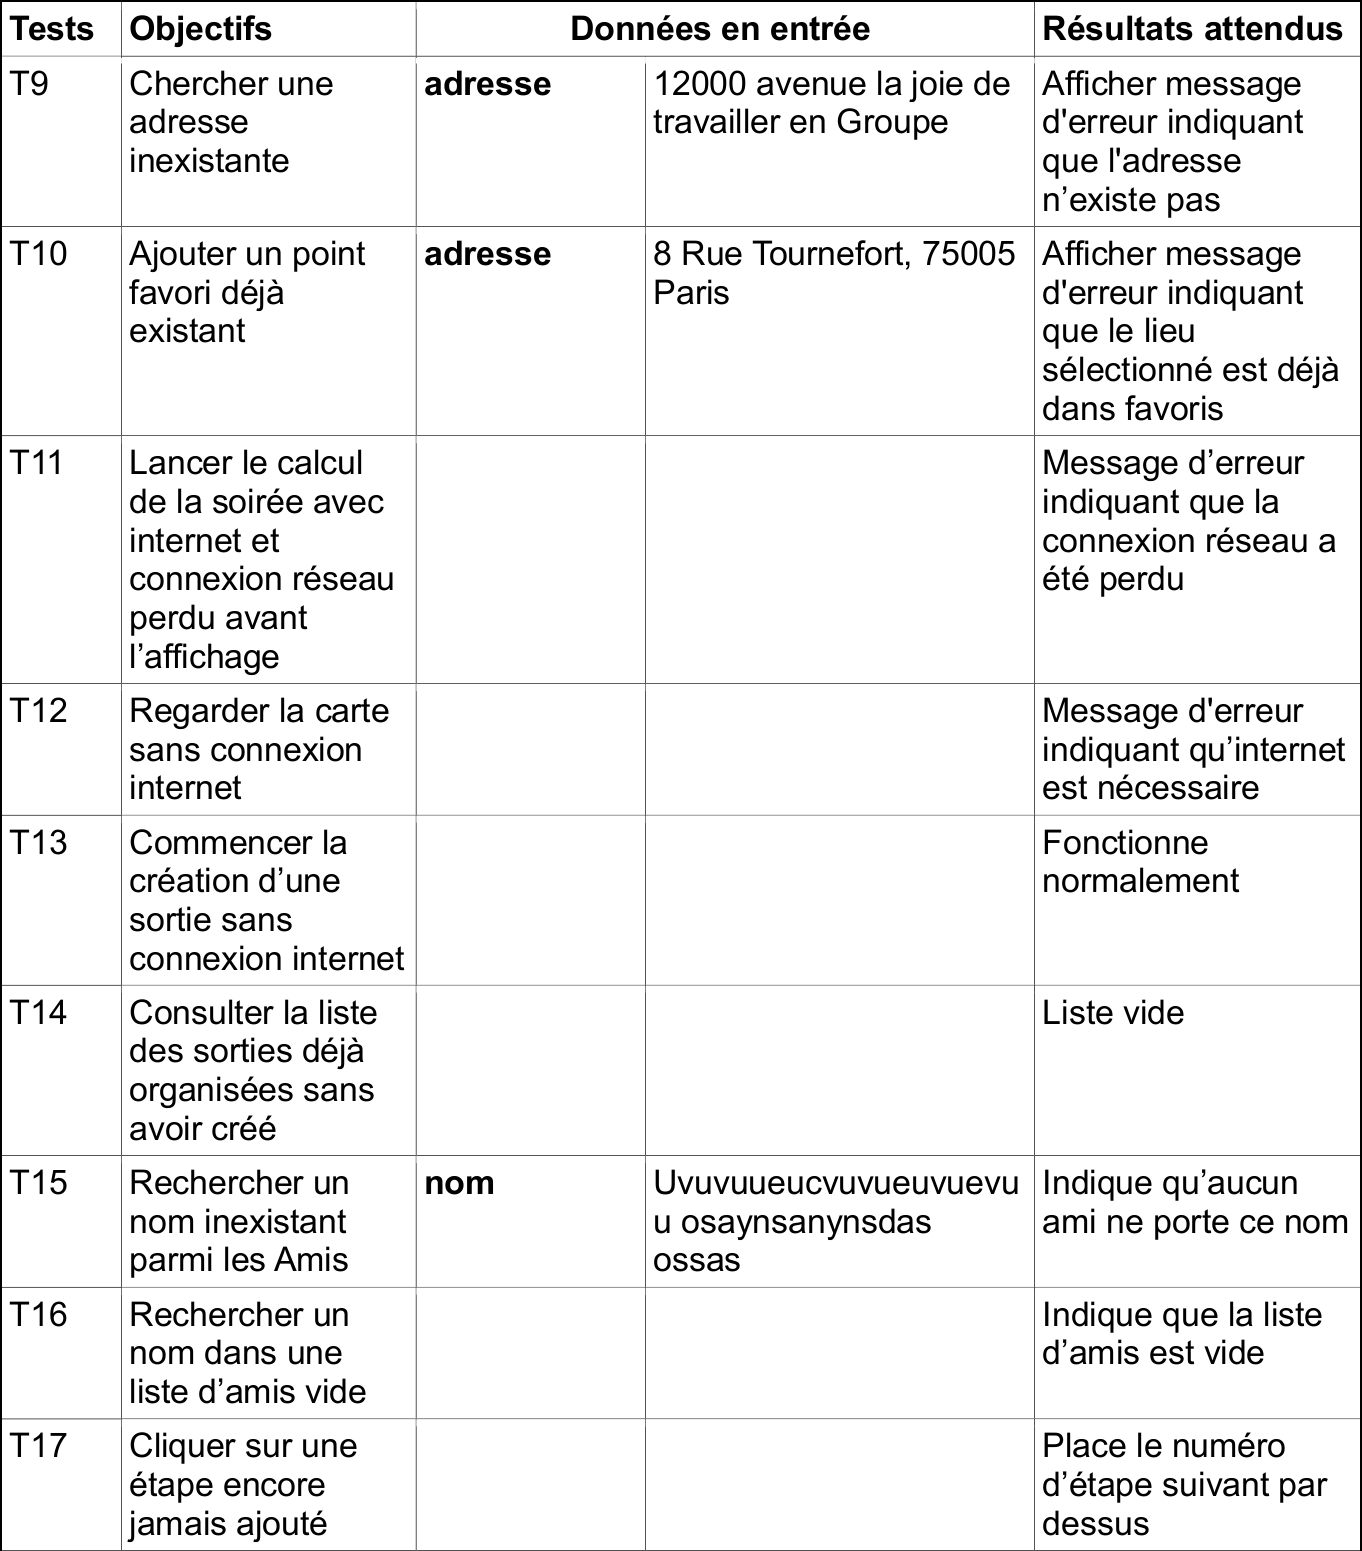 Tests Objectifs Données en entrée Résultats attendus
T9
Chercher une
adresse
inexistante
adresse
12000 avenue la joie de
travailler en Groupe
Afficher message
d'erreur indiquant
que l'adresse
n’existe pas
T10
Ajouter un point
favori déjà
existant
adresse
8 Rue Tournefort, 75005
Paris
Afficher message
d'erreur indiquant
que le lieu
sélectionné est déjà
dans favoris
T11
Lancer le calcul
de la soirée avec
internet et
connexion réseau
perdu avant
l’affichage
Message d’erreur
indiquant que la
connexion réseau a
été perdu
T12
Regarder la carte
sans connexion
internet
Message d'erreur
indiquant qu’internet
est nécessaire
T13
Commencer la
création d’une
sortie sans
connexion internet
Fonctionne
normalement
T14
Consulter la liste
des sorties déjà
organisées sans
avoir créé
Liste vide
T15
Rechercher un
nom inexistant
parmi les Amis
nom
Uvuvuueucvuvueuvuevu
u osaynsanynsdas
ossas
Indique qu’aucun
ami ne porte ce nom
T16
Rechercher un
nom dans une
liste d’amis vide
Indique que la liste
d’amis est vide
T17
Cliquer sur une
étape encore
jamais ajouté
Place le numéro
d’étape suivant par
dessus